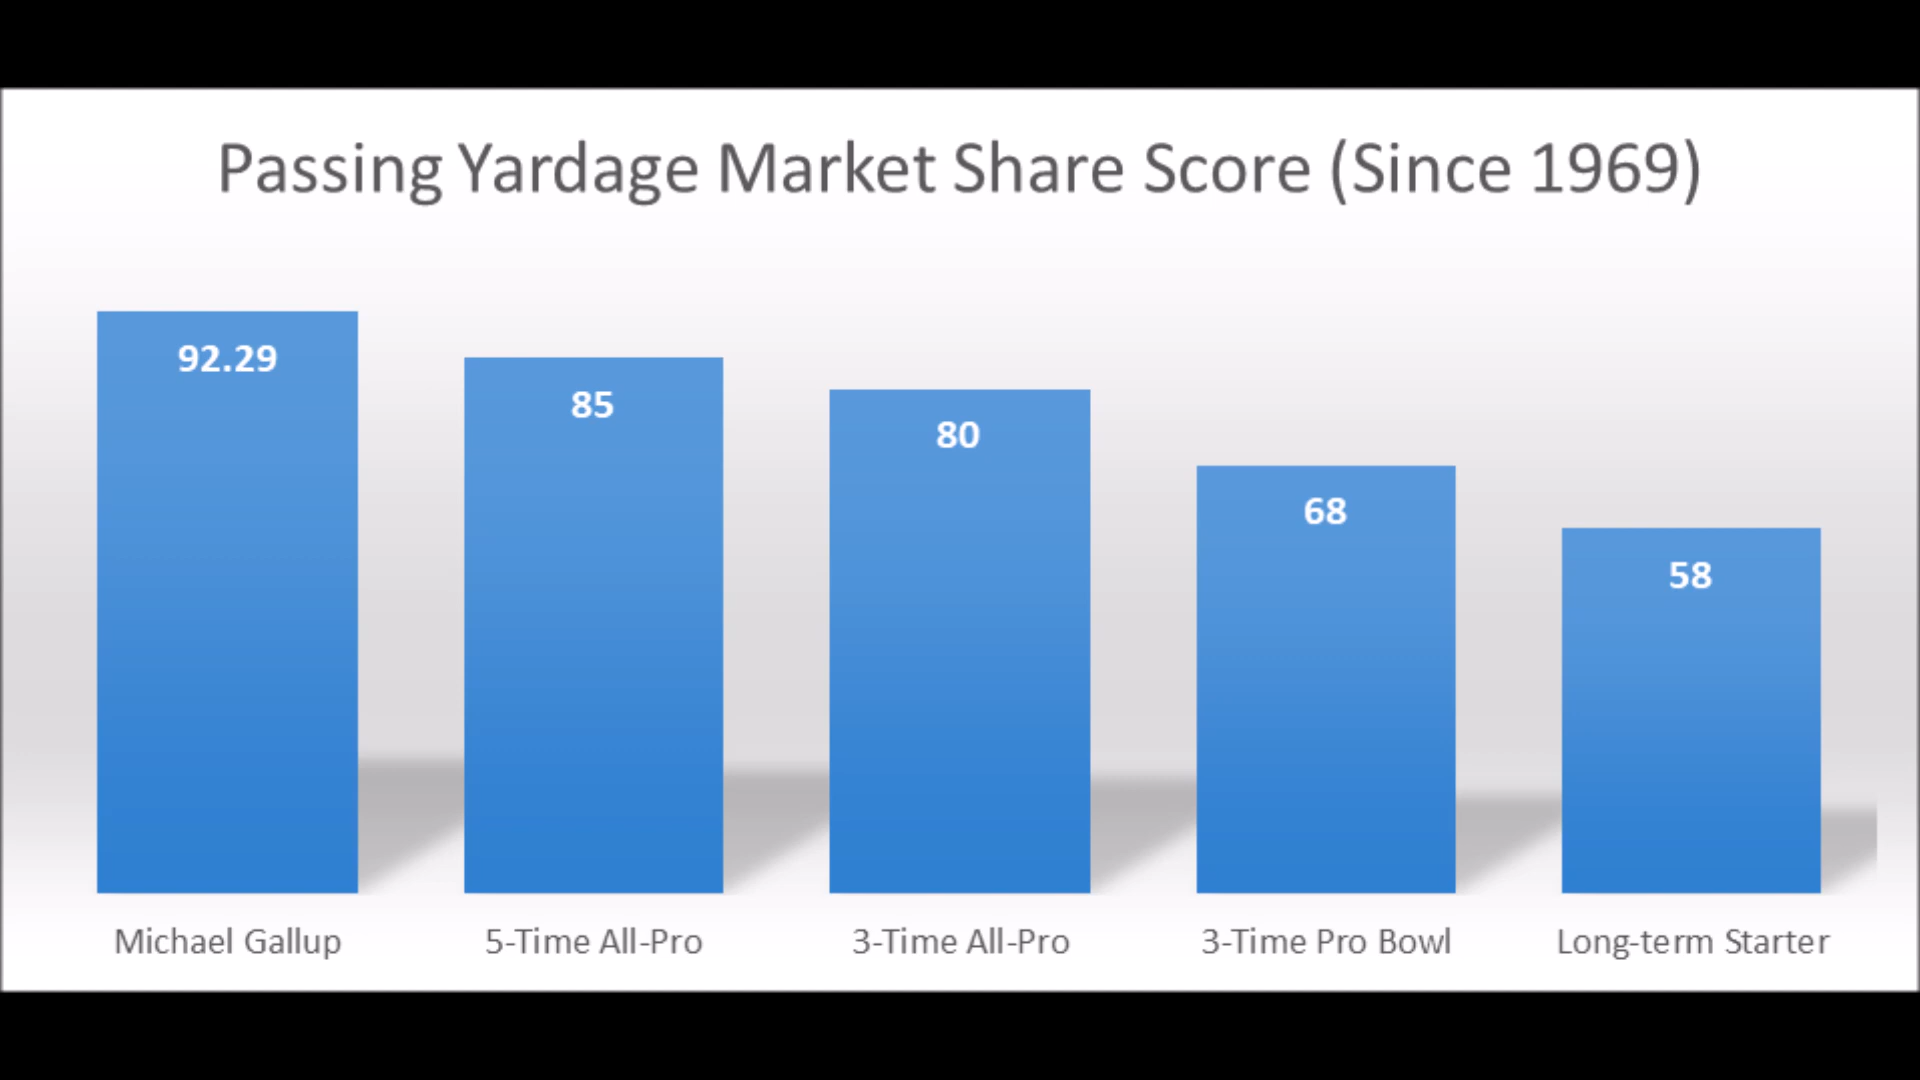 Passing Yardage Market Share Score (Since 1969)
92.29
85
80
68
58
Michael Gallup
5-Time All-Pro
3-Time All-Pro
3-Time Pro Bowl
Long-term Starter